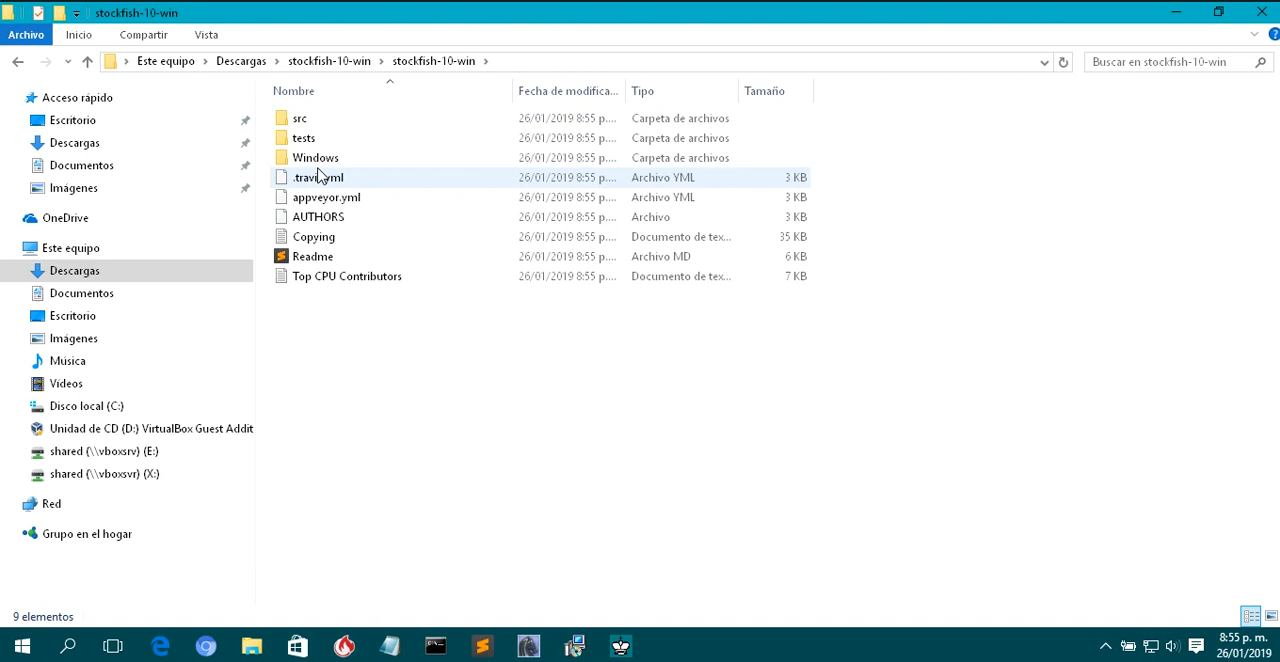 stockfish-10-win
Archivo Inicio Compartir Vista
Este equipo Descargas stockfish-10-win stockfish-10-win
Buscar en stockfish-10-win
Acceso rápido
Escritorio
Descargas
Documentos
Imágenes
OneDrive
Este equipo
Descargas
Documentos
Escritorio
Imágenes
Música
Vídeos
Disco local (C:)
Unidad de CD (D:) VirtualBox Guest Addit
shared (\\vboxsrv) (E:)
shared (\\vboxsvr) (X:)
Red
Grupo en el hogar
Nombre Fecha de modifica... Tipo Tamaño
src 26/01/2019 8:55 p.... Carpeta de archivos
tests 26/01/2019 8:55 p.... Carpeta de archivos
Windows 26/01/2019 8:55 p.... Carpeta de archivos
.travis.yml 26/01/2019 8:55 p.... Archivo YML 3 KB
appveyor.yml 26/01/2019 8:55 p.... Archivo YML 3 KB
AUTHORS 26/01/2019 8:55 p.... Archivo 3 KB
Copying 26/01/2019 8:55 p.... Documento de tex... 35 KB
Readme 26/01/2019 8:55 p.... Archivo MD 6 KB
Top CPU Contributors 26/01/2019 8:55 p.... Documento de tex... 7 KB
9 elementos
8:55 p. m.
26/01/2019